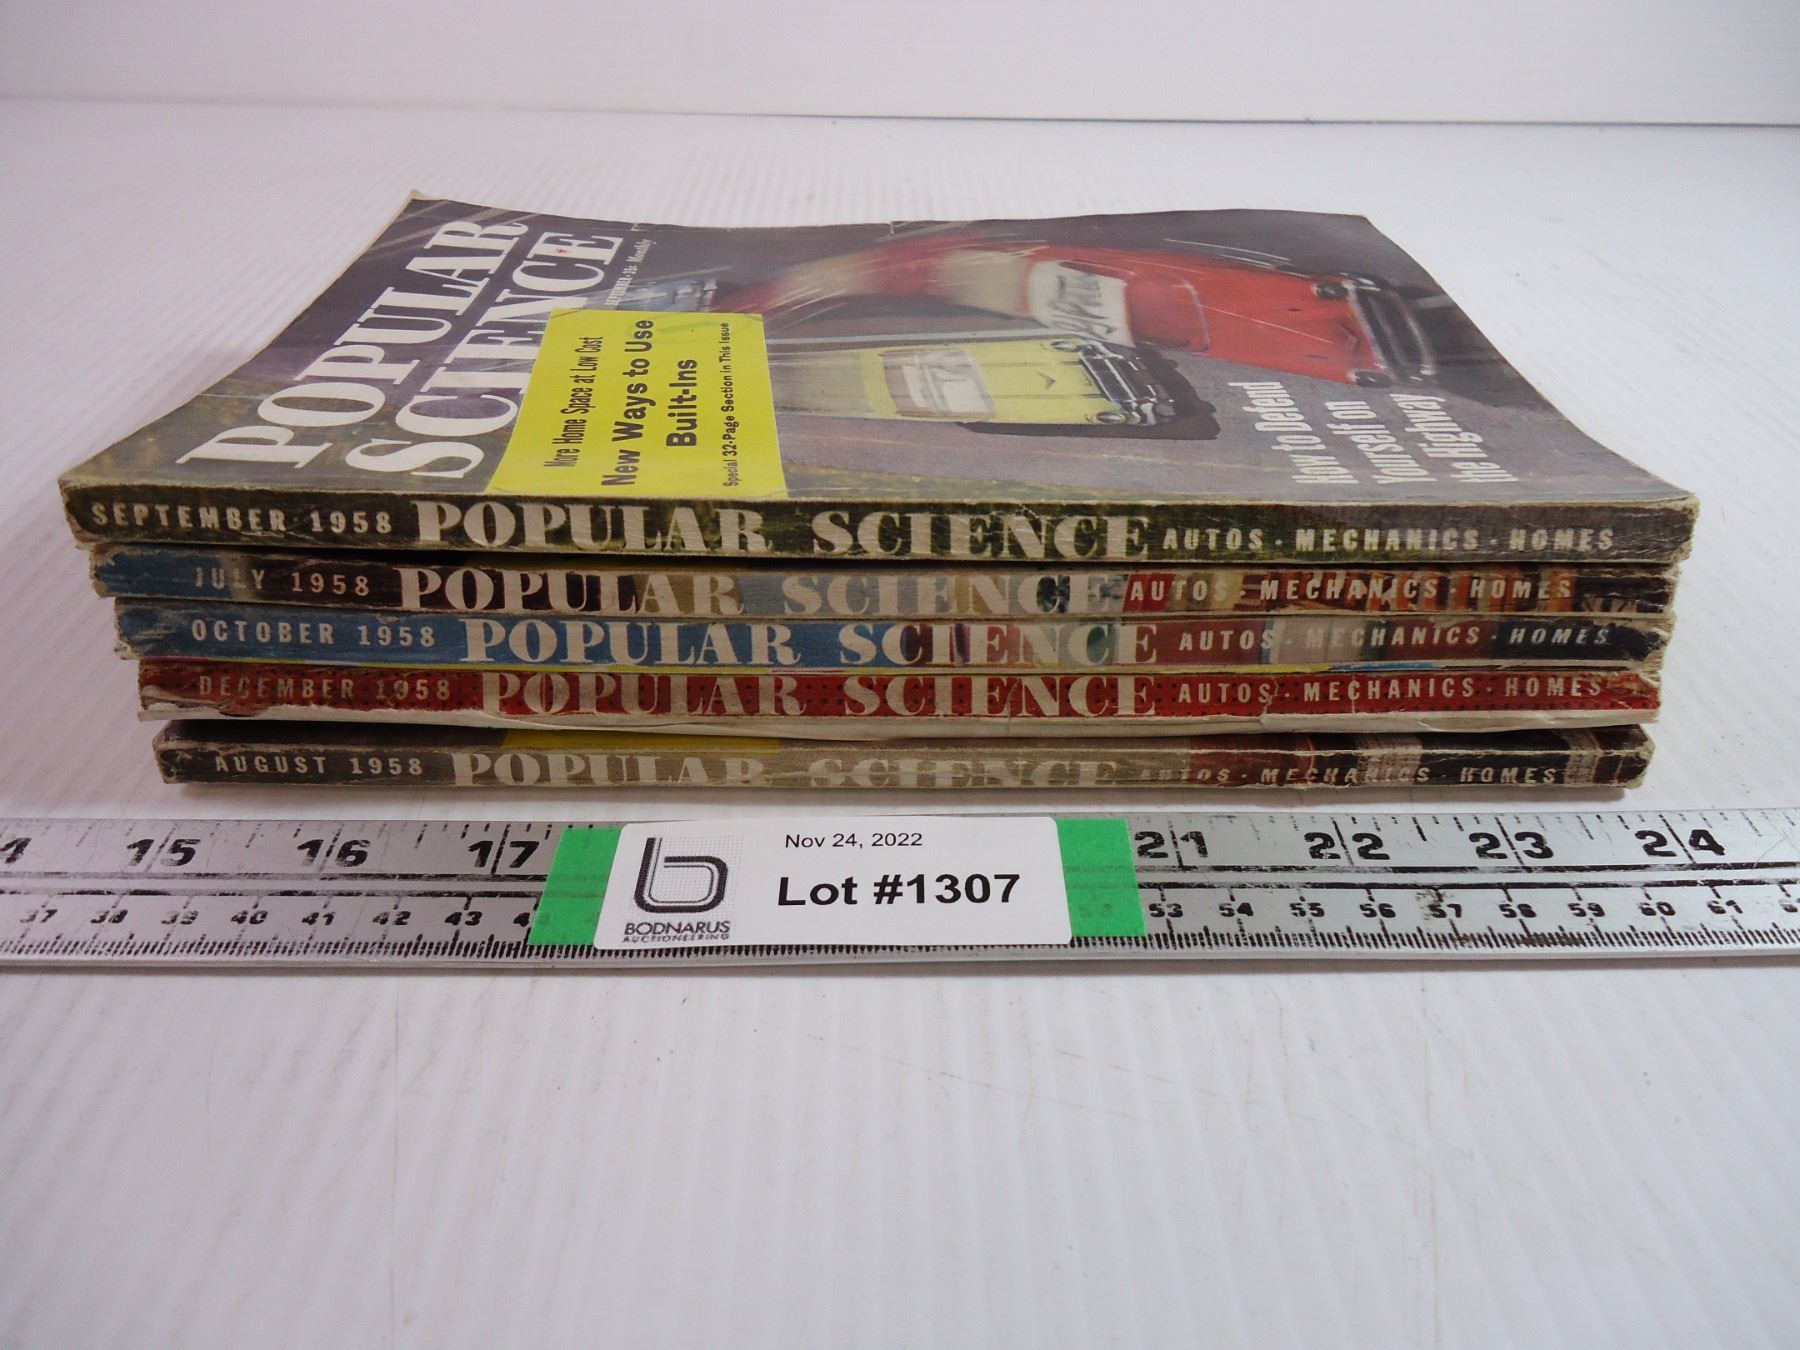 POPULAR
SCIENCE
SEPTEMBER • 35c Monthly
More Home Space at Low Cost
New Ways to Use
Built-Ins
Special 32-Page Section in This Issue
How to Defend
Yourself on
the Highway
SEPTEMBER 1958 POPULAR SCIENCE AUTOS · MECHANICS · HOMES
JULY 1958 POPULAR SCIENCE AUTOS · MECHANICS · HOMES
OCTOBER 1958 POPULAR SCIENCE AUTOS · MECHANICS · HOMES
DECEMBER 1958 POPULAR SCIENCE AUTOS · MECHANICS · HOMES
AUGUST 1958 POPULAR SCIENCE AUTOS · MECHANICS · HOMES
15 16 17 21 22 23 24
37 38 39 40 41 42 43 53 54 55 56 57 58 59 60 61
Nov 24, 2022
Lot #1307
BODNARUS
AUCTIONEERING